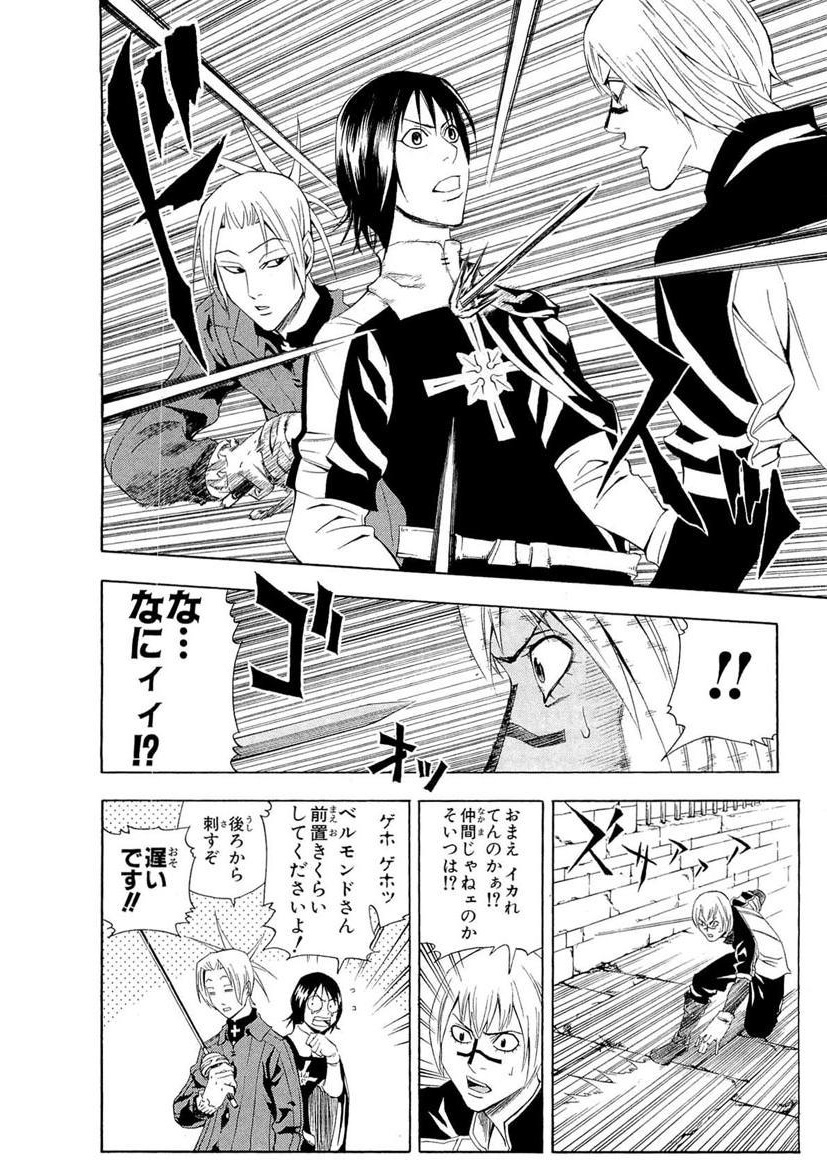 ドズ
!!
な…
なにィィ!?
ゴ
オッ
ズザァァァ
おまえ イカれ
てんのかぁ!?
仲間じゃねェのか
そいつは!?
ゲホ ゲホッ
ベルモンドさん
前置きくらい
してくださいよ!
後ろから
刺すぞ
遅い
です!!